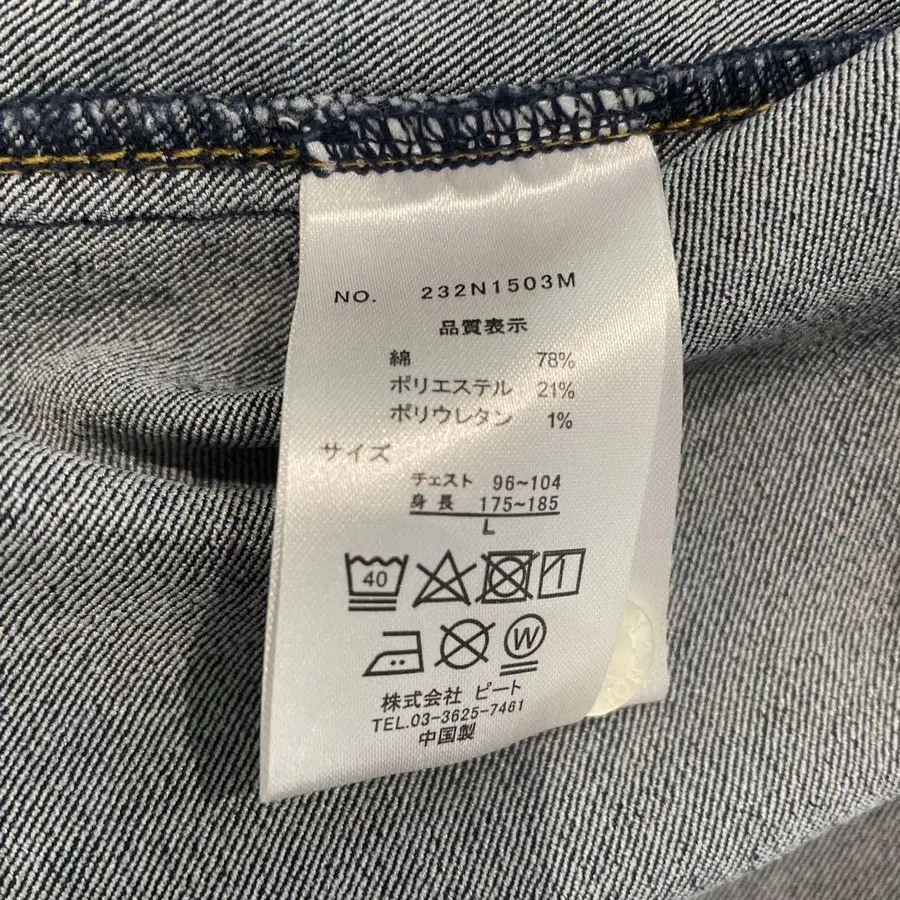 NO. 232N1503M
品質表示
綿 78%
ポリエステル 21%
ポリウレタン 1%
サイズ
チェスト 96~104
身長 175~185
L
40
W
株式会社 ピート
TEL.03-3625-7461
中国製